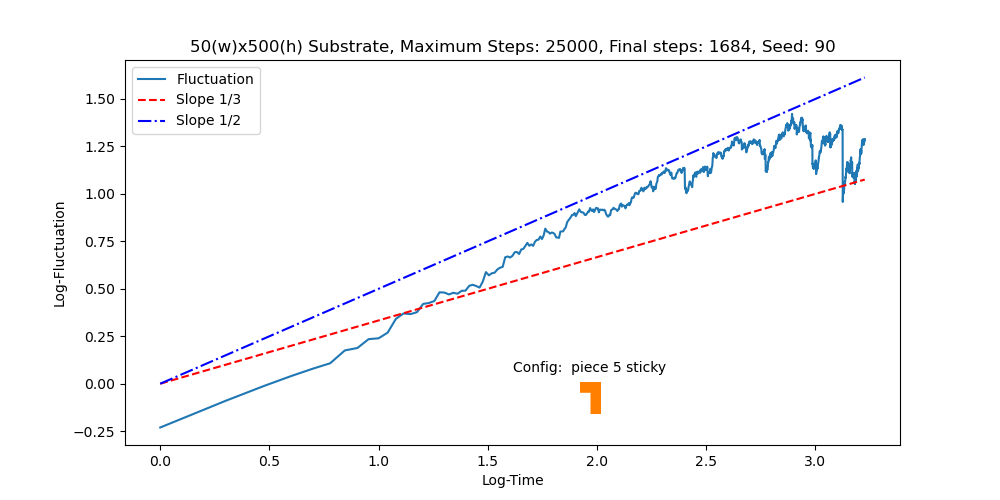 50(w)x500(h) Substrate, Maximum Steps: 25000, Final steps: 1684, Seed: 90
Fluctuation
Slope 1/3
Slope 1/2
1.50
1.25
1.00
0.75
0.50
0.25
0.00
−0.25
Log-Fluctuation
Config:  piece 5 sticky
0.0 0.5 1.0 1.5 2.0 2.5 3.0
Log-Time